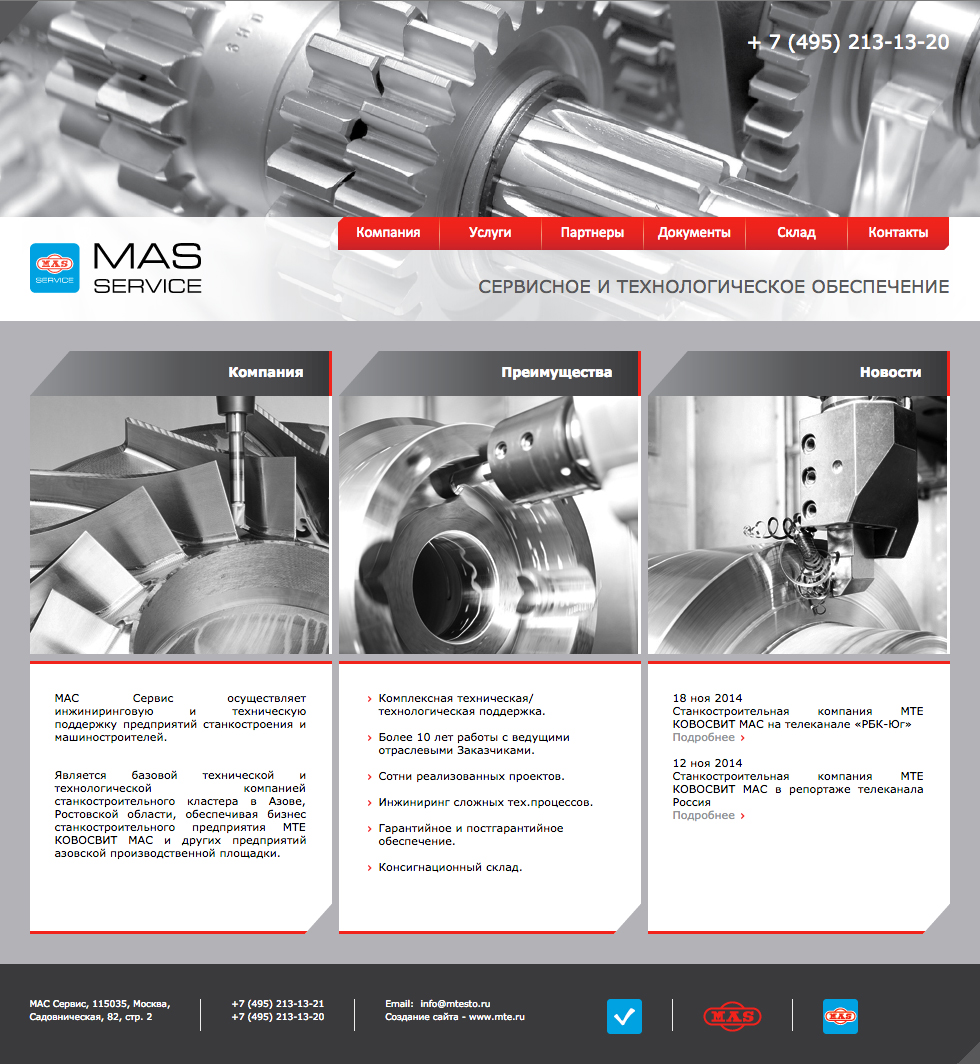 + 7 (495) 213-13-20
Компания Услуги Партнеры Документы Склад Контакты
MAS
SERVICE
MAS
SERVICE
СЕРВИСНОЕ И ТЕХНОЛОГИЧЕСКОЕ ОБЕСПЕЧЕНИЕ
Компания
МАС Сервис осуществляет
инжиниринговую и техническую
поддержку предприятий станкостроения и
машиностроителей.
Является базовой технической и
технологической компанией
станкостроительного кластера в Азове,
Ростовской области, обеспечивая бизнес
станкостроительного предприятия МТЕ
КОВОСВИТ МАС и других предприятий
азовской производственной площадки.
Преимущества
› Комплексная техническая/
технологическая поддержка.
› Более 10 лет работы с ведущими
отраслевыми Заказчиками.
› Сотни реализованных проектов.
› Инжиниринг сложных тех.процессов.
› Гарантийное и постгарантийное
обеспечение.
› Консигнационный склад.
Новости
18 ноя 2014
Станкостроительная компания МТЕ
КОВОСВИТ МАС на телеканале «РБК-Юг»
Подробнее ›
12 ноя 2014
Станкостроительная компания МТЕ
КОВОСВИТ МАС в репортаже телеканала
Россия
Подробнее ›
МАС Сервис, 115035, Москва,
Садовническая, 82, стр. 2
+7 (495) 213-13-21
+7 (495) 213-13-20
Email: info@mtesto.ru
Создание сайта - www.mte.ru
MAS
MAS
SERVICE